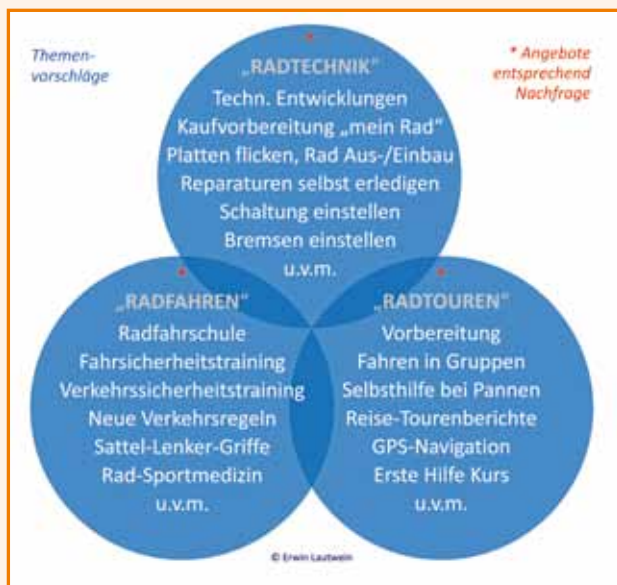 Themen-
vorschläge
* Angebote
entsprechend
Nachfrage
*
„RADTECHNIK“
Techn. Entwicklungen
Kaufvorbereitung „mein Rad“
Platten flicken, Rad Aus-/Einbau
Reparaturen selbst erledigen
Schaltung einstellen
Bremsen einstellen
u.v.m.
*
„RADFAHREN“
Radfahrschule
Fahrsicherheitstraining
Verkehrssicherheitstraining
Neue Verkehrsregeln
Sattel-Lenker-Griffe
Rad-Sportmedizin
u.v.m.
*
„RADTOUREN“
Vorbereitung
Fahren in Gruppen
Selbsthilfe bei Pannen
Reise-Tourenberichte
GPS-Navigation
Erste Hilfe Kurs
u.v.m.
© Erwin Lautwein